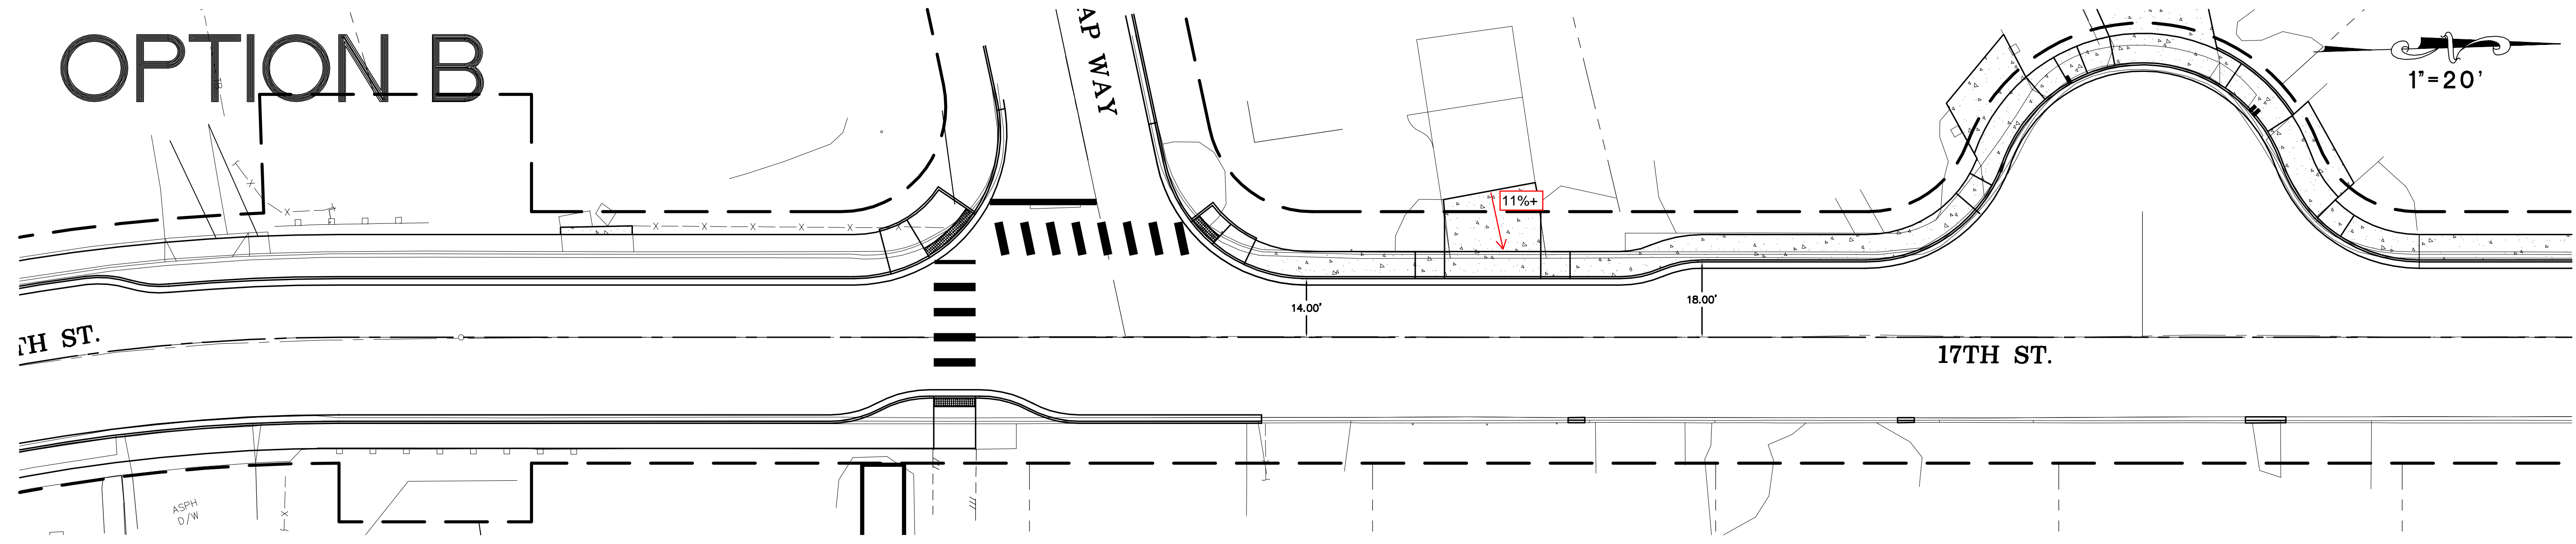 OPTION B
AP WAY
1"=20'
11%+
14.00'
18.00'
TH ST.
17TH ST.
ASPH
D/W